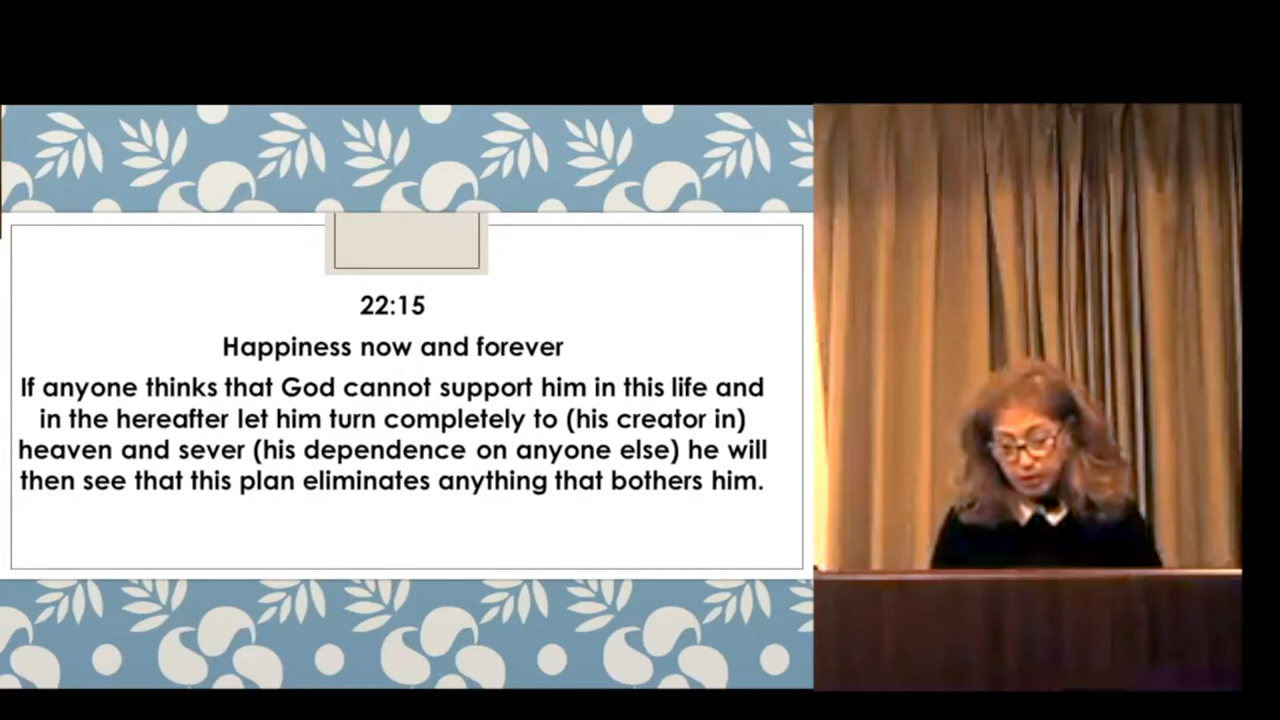 22:15
Happiness now and forever
If anyone thinks that God cannot support him in this life and
in the hereafter let him turn completely to (his creator in)
heaven and sever (his dependence on anyone else) he will
then see that this plan eliminates anything that bothers him.